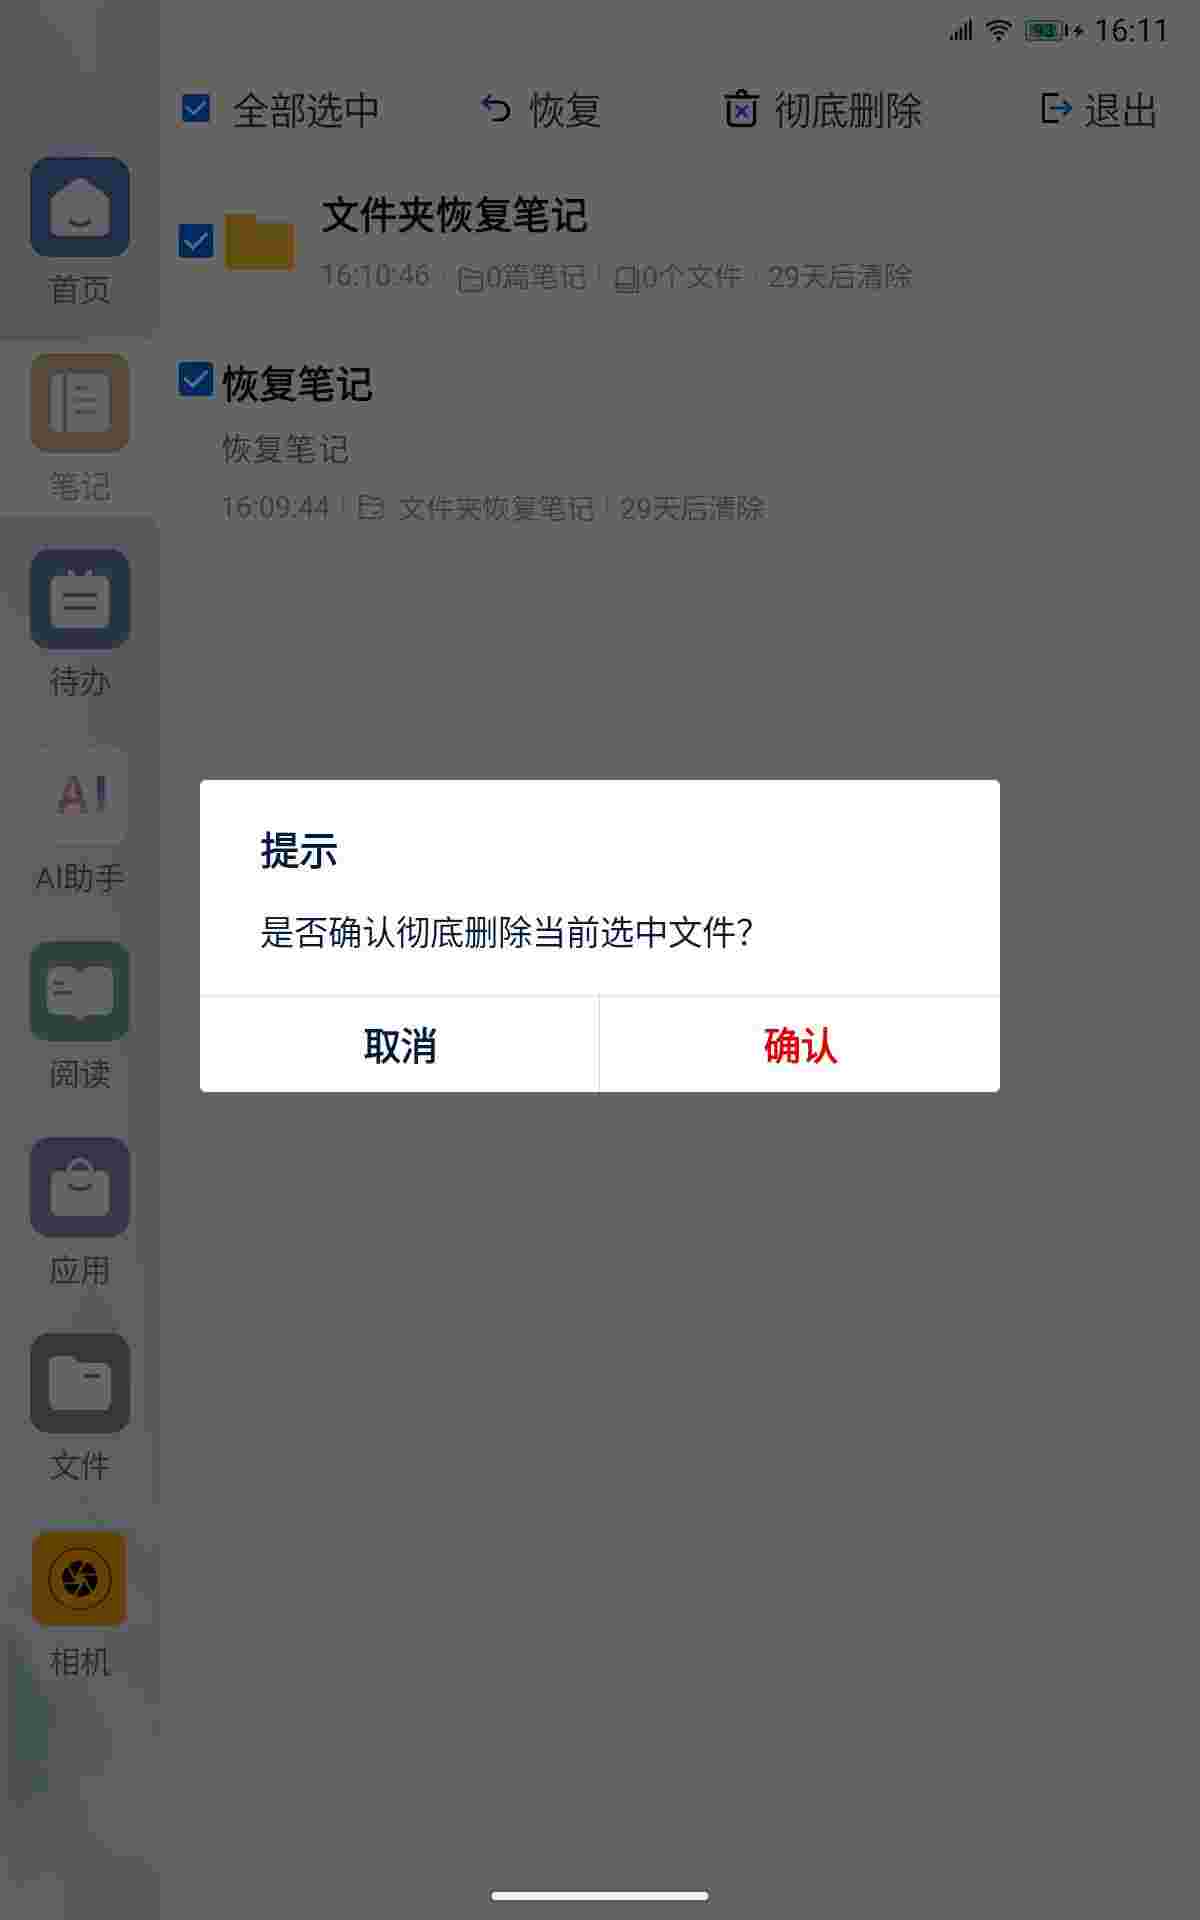 93 16:11
全部选中 恢复 彻底删除 退出
文件夹恢复笔记
16:10:46 0篇笔记 0个文件 29天后清除
恢复笔记
恢复笔记
16:09:44 文件夹恢复笔记 29天后清除
首页
笔记
待办
AI
AI助手
阅读
应用
文件
相机
提示
是否确认彻底删除当前选中文件?
取消 确认